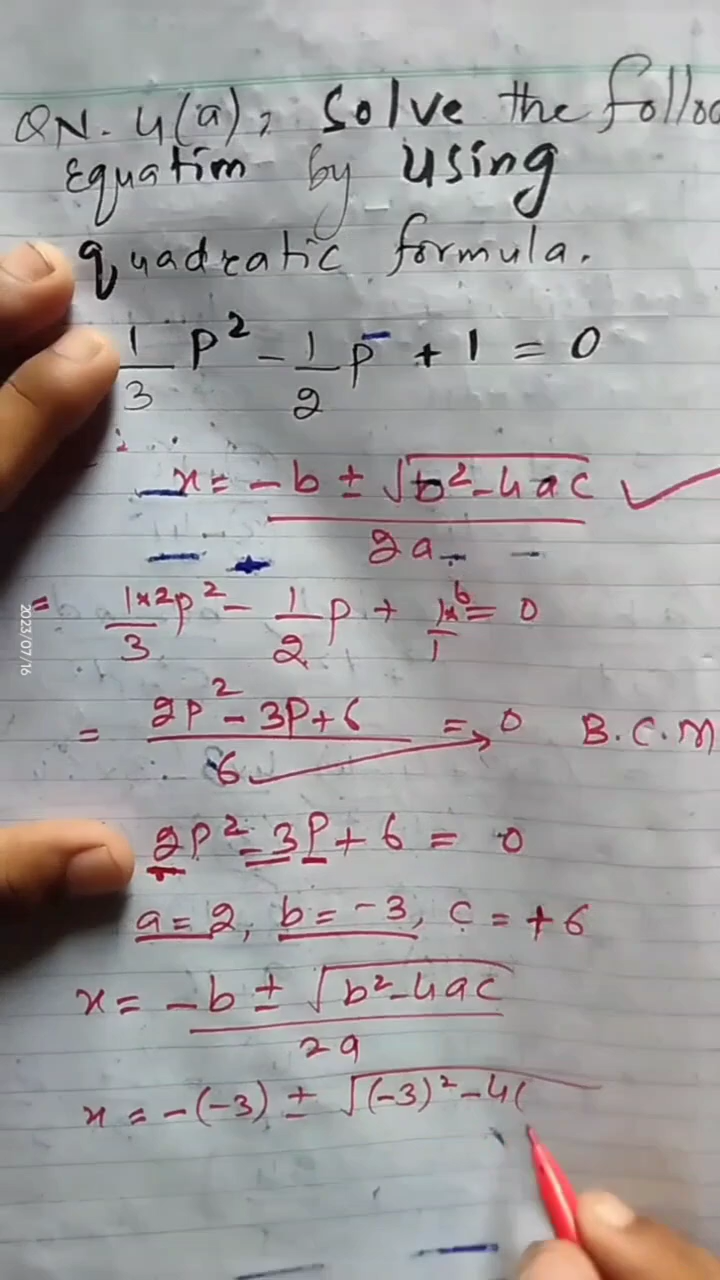 QN. 4(a), Solve the follo
Equation by using
quadratic formula.
1/3 p² - 1/2 p + 1 = 0
x = -b ± √b²-4ac / 2a
= 1×2/3 p² - 1/2 p + 1×6/1 = 0
= 2p² - 3p + 6 / 6 = 0 B.C.M
2p² - 3p + 6 = 0
a = 2, b = -3, c = +6
x = -b ± √b²-4ac / 2a
x = -(-3) ± √(-3)² - 4(
2023/07/16